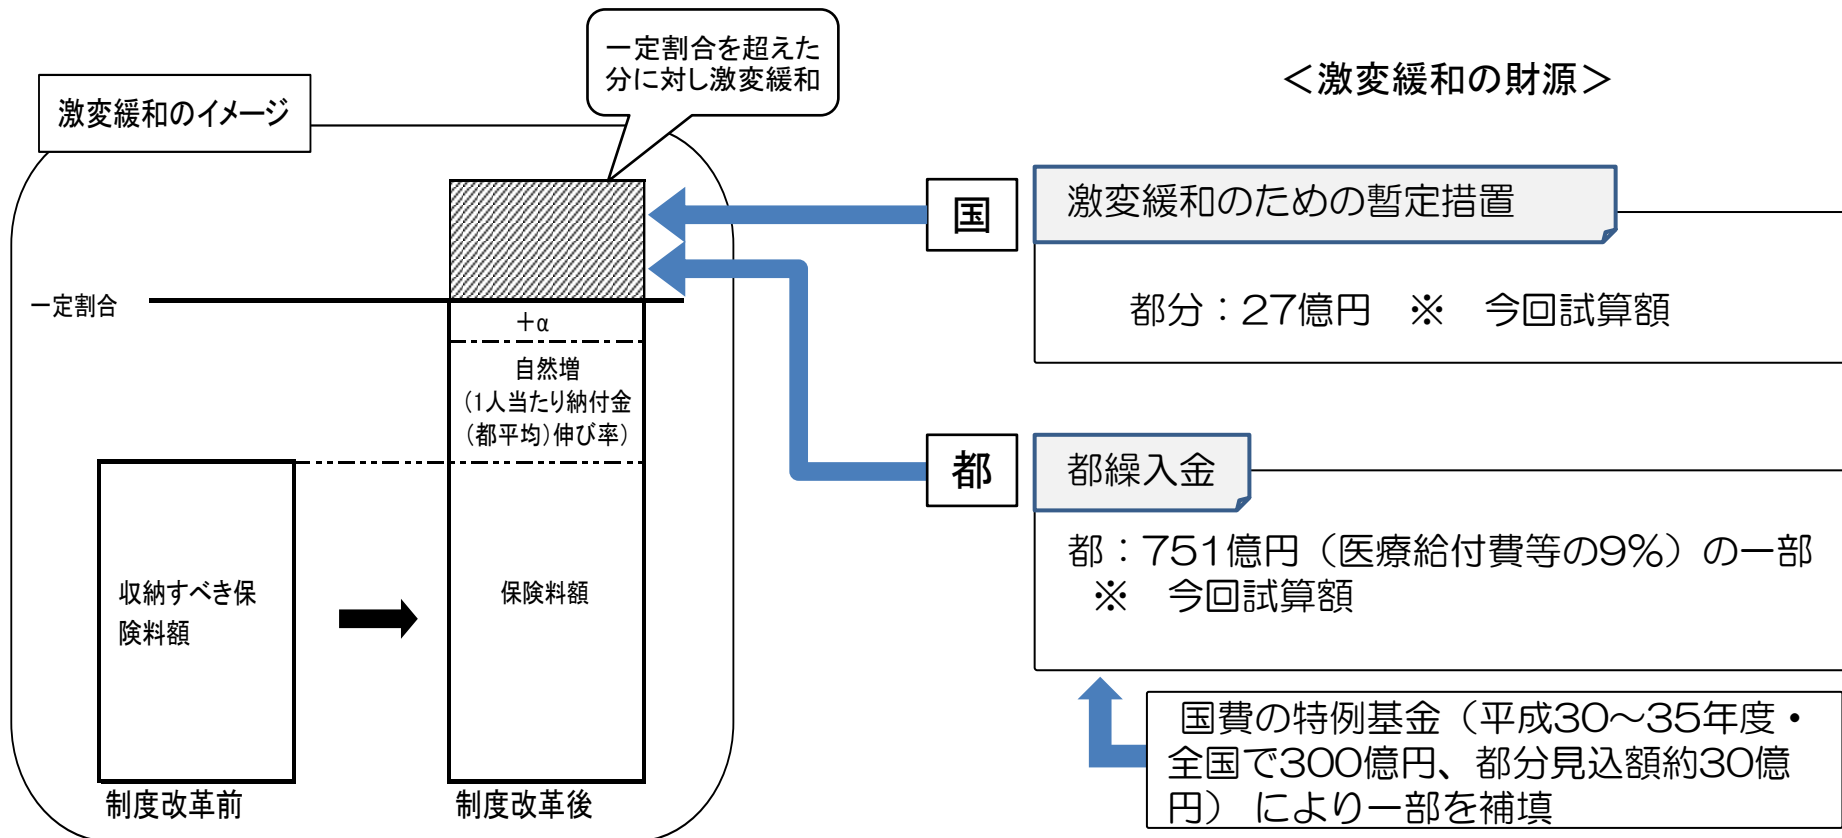 一定割合を超えた
分に対し激変緩和
＜激変緩和の財源＞
激変緩和のイメージ
国
激変緩和のための暫定措置
都分：27億円　※　今回試算額
一定割合
＋α
自然増
（1人当たり納付金
（都平均）伸び率）
都
都繰入金
都：751億円（医療給付費等の9%）の一部
※　今回試算額
収納すべき保
険料額
保険料額
国費の特例基金（平成30～35年度・
全国で300億円、都分見込額約30億
円） により一部を補填
制度改革前
制度改革後